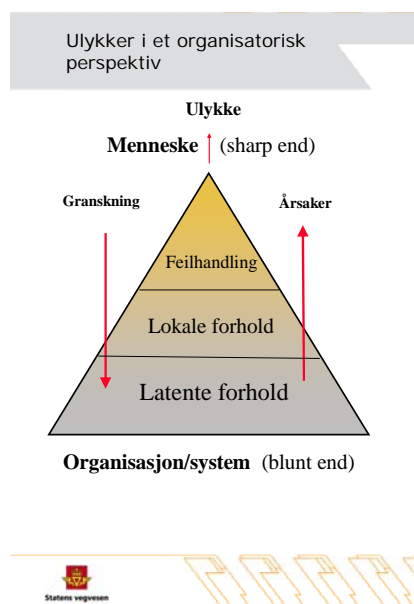 Ulykker i et organisatorisk
perspektiv
Ulykke
Menneske (sharp end)
Granskning
Årsaker
Feilhandling
Lokale forhold
Latente forhold
Organisasjon/system (blunt end)
Statens vegvesen